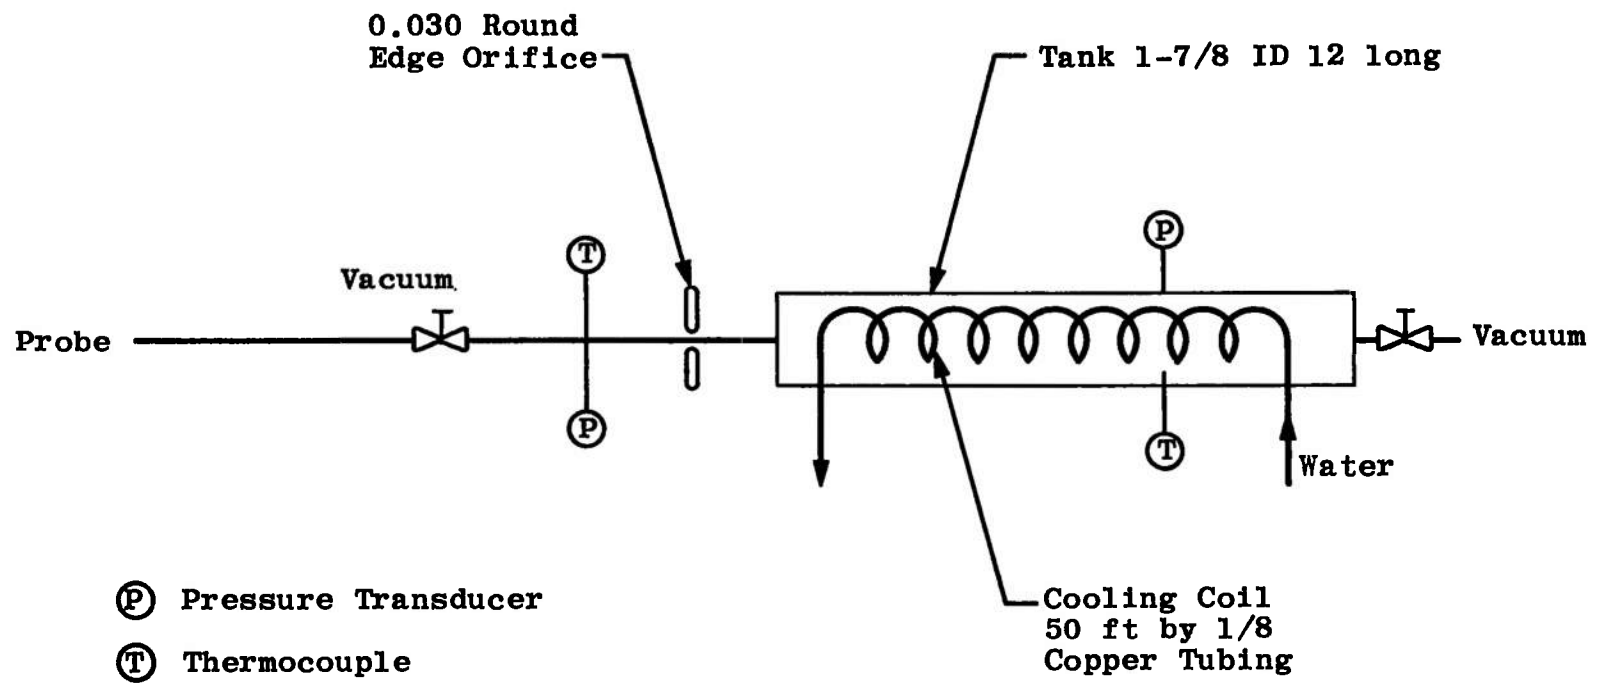 0.030 Round
Edge Orifice
Tank 1-7/8 ID 12 long
P
T
Vacuum
Probe
Vacuum
P
T
Water
P Pressure Transducer
T Thermocouple
Cooling Coil
50 ft by 1/8
Copper Tubing